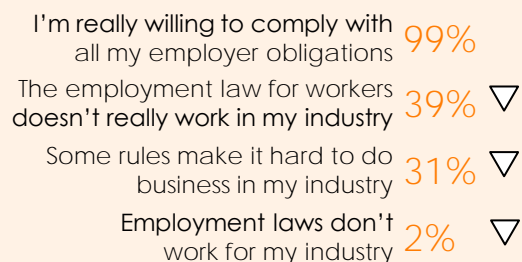 I'm really willing to comply with
all my employer obligations 99%
The employment law for workers
doesn't really work in my industry 39% ▽
Some rules make it hard to do
business in my industry 31% ▽
Employment laws don't
work for my industry 2% ▽